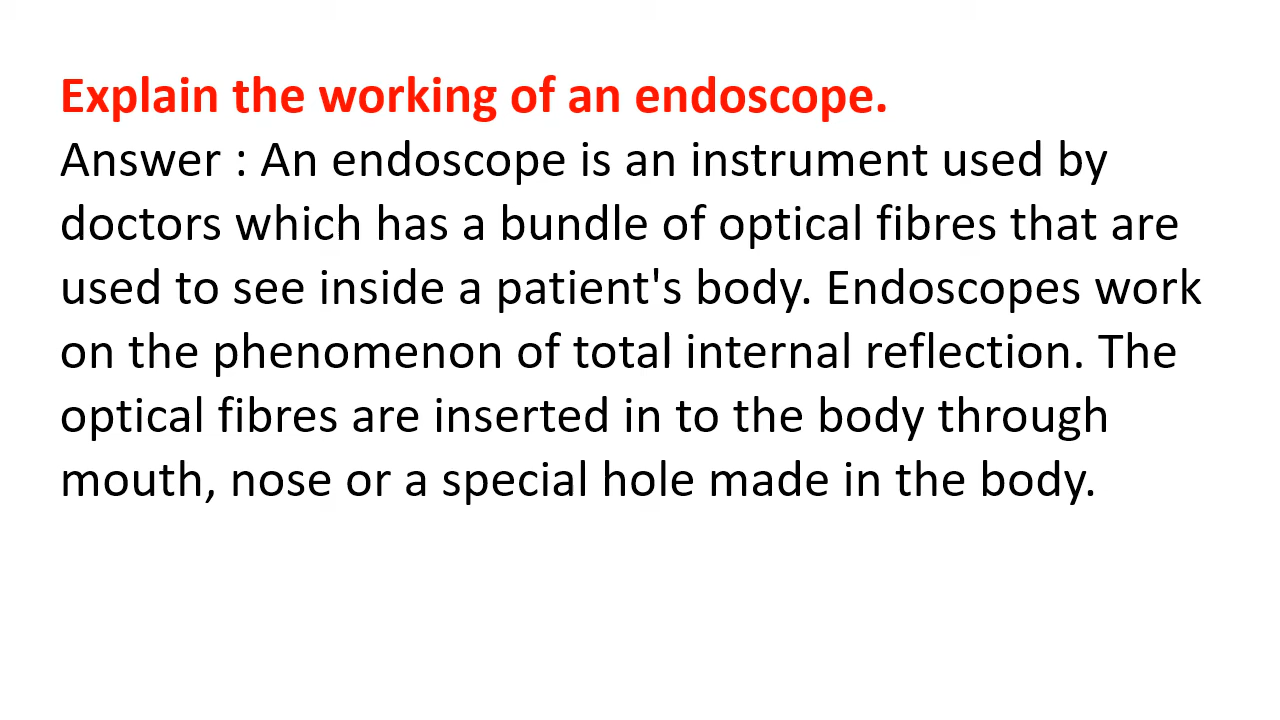 Explain the working of an endoscope.
Answer : An endoscope is an instrument used by
doctors which has a bundle of optical fibres that are
used to see inside a patient's body. Endoscopes work
on the phenomenon of total internal reflection. The
optical fibres are inserted in to the body through
mouth, nose or a special hole made in the body.